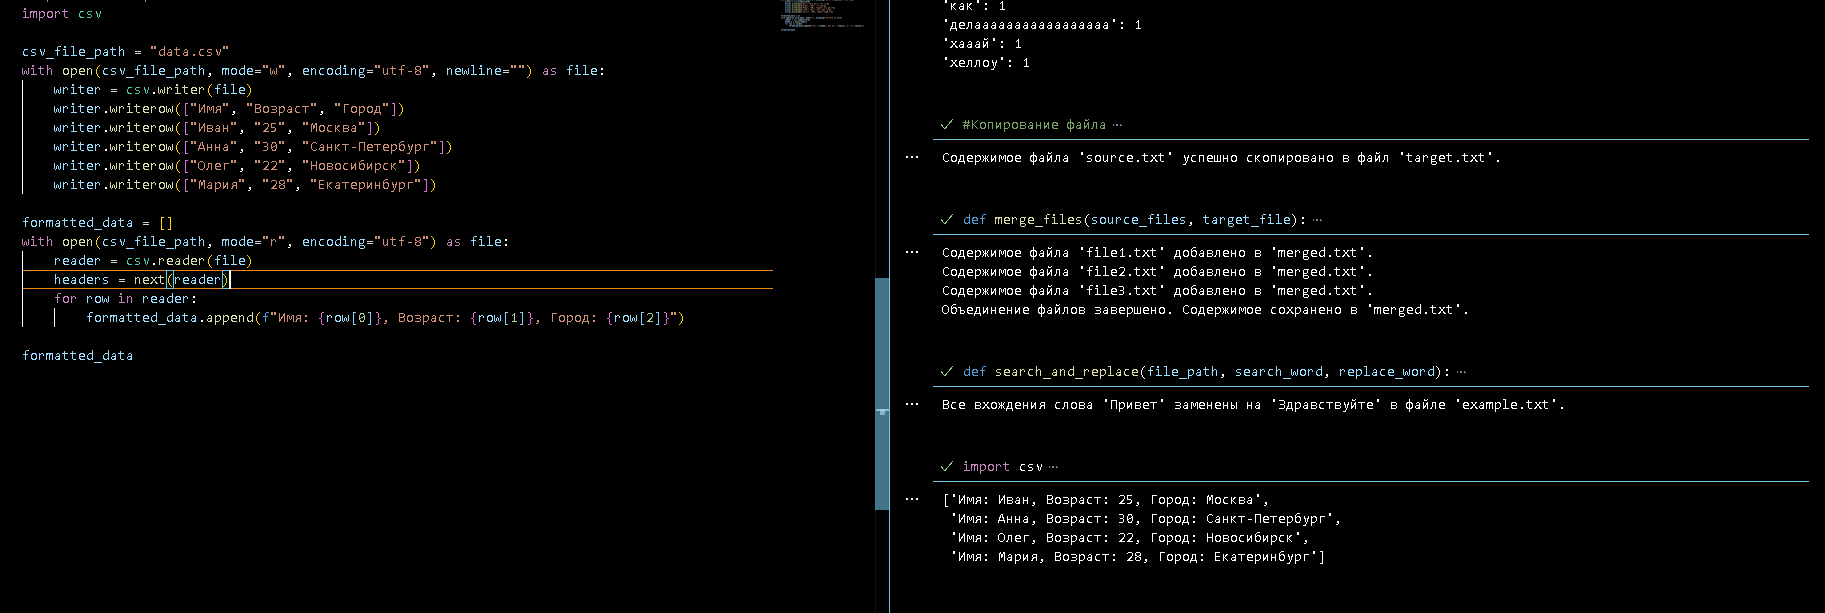 import csv
csv_file_path = "data.csv"
with open(csv_file_path, mode="w", encoding="utf-8", newline="") as file:
    writer = csv.writer(file)
    writer.writerow(["Имя", "Возраст", "Город"])
    writer.writerow(["Иван", "25", "Москва"])
    writer.writerow(["Анна", "30", "Санкт-Петербург"])
    writer.writerow(["Олег", "22", "Новосибирск"])
    writer.writerow(["Мария", "28", "Екатеринбург"])
formatted_data = []
with open(csv_file_path, mode="r", encoding="utf-8") as file:
    reader = csv.reader(file)
    headers = next(reader)
    for row in reader:
        formatted_data.append(f"Имя: {row[0]}, Возраст: {row[1]}, Город: {row[2]}")
formatted_data
'как': 1
'делаааааааааааааааааа': 1
'хааай': 1
'хеллоу': 1
✓ #Копирование файла ···
··· Содержимое файла 'source.txt' успешно скопировано в файл 'target.txt'.
✓ def merge_files(source_files, target_file): ···
··· Содержимое файла 'file1.txt' добавлено в 'merged.txt'.
Содержимое файла 'file2.txt' добавлено в 'merged.txt'.
Содержимое файла 'file3.txt' добавлено в 'merged.txt'.
Объединение файлов завершено. Содержимое сохранено в 'merged.txt'.
✓ def search_and_replace(file_path, search_word, replace_word): ···
··· Все вхождения слова 'Привет' заменены на 'Здравствуйте' в файле 'example.txt'.
✓ import csv ···
··· ['Имя: Иван, Возраст: 25, Город: Москва',
'Имя: Анна, Возраст: 30, Город: Санкт-Петербург',
'Имя: Олег, Возраст: 22, Город: Новосибирск',
'Имя: Мария, Возраст: 28, Город: Екатеринбург']